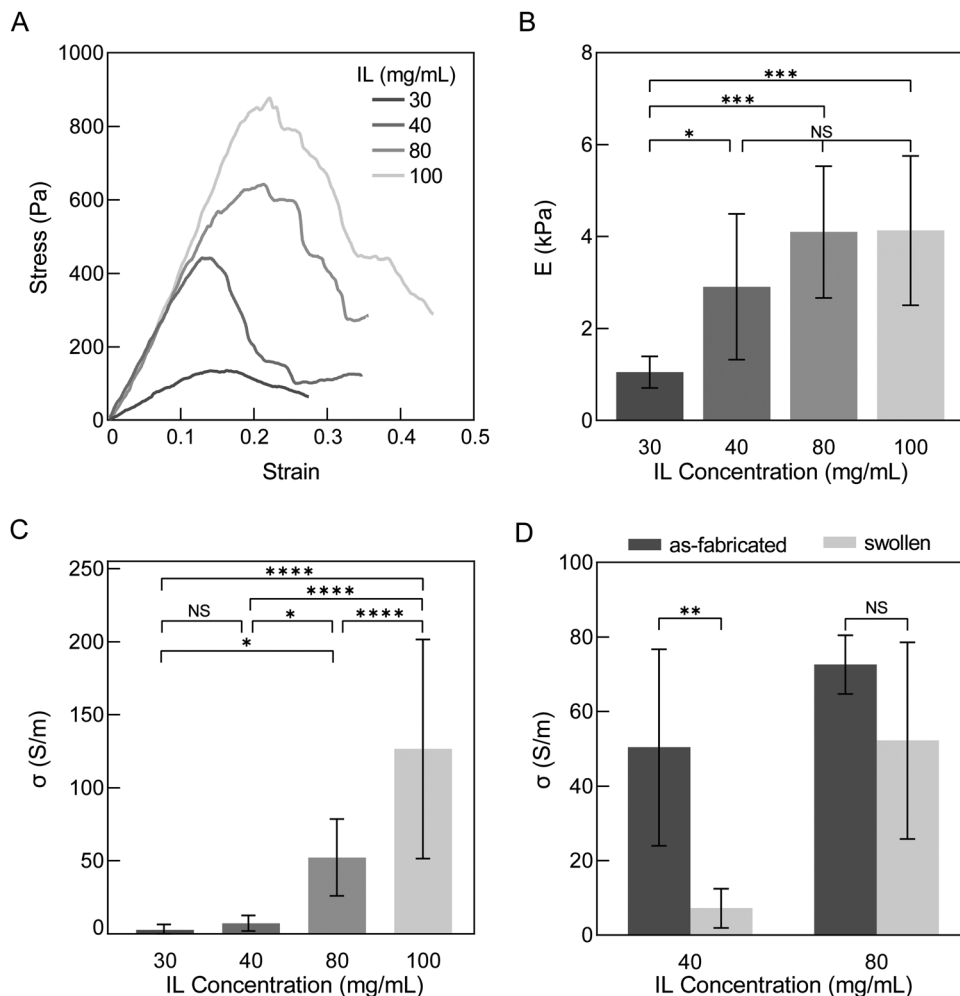 A
Stress (Pa)
1000
800
600
400
200
0
IL (mg/mL)
30
40
80
100
0
0.1
0.2
0.3
0.4
0.5
Strain
B
E (kPa)
8
6
4
2
0
***
***
*
NS
30
40
80
100
IL Concentration (mg/mL)
C
σ (S/m)
250
200
150
100
50
0
****
****
NS
*
****
*
30
40
80
100
IL Concentration (mg/mL)
D
as-fabricated
swollen
σ (S/m)
100
80
60
40
20
0
**
NS
40
80
IL Concentration (mg/mL)